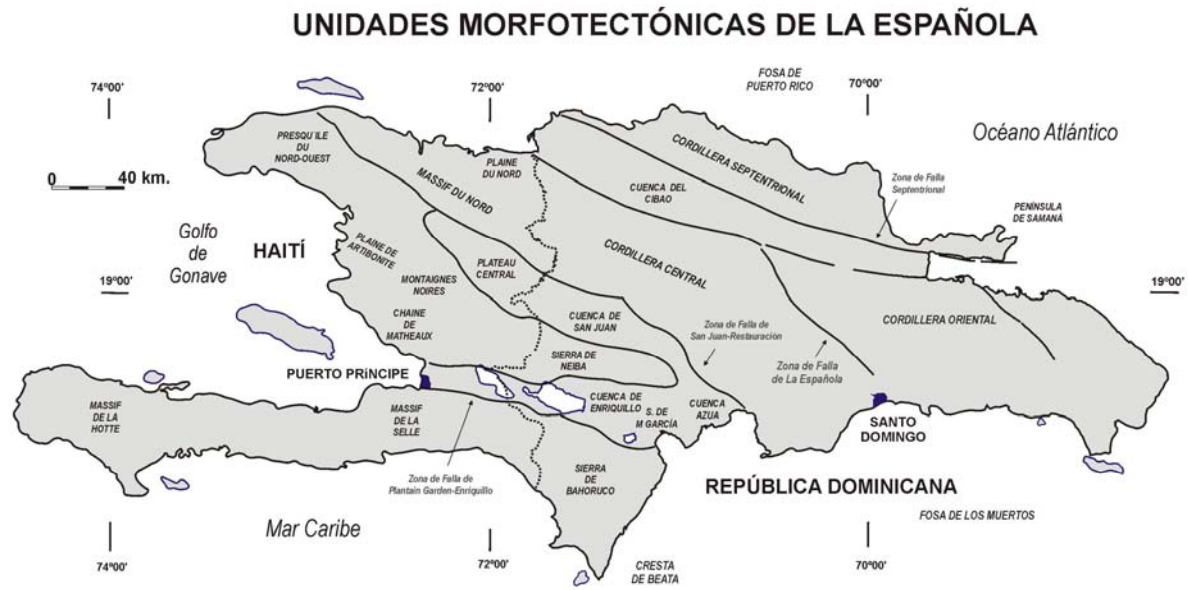 UNIDADES MORFOTECTÓNICAS DE LA ESPAÑOLA
74º00'
72º00'
FOSA DE
PUERTO RICO
70º00'
Océano Atlántico
PRESQU´ILE
DU
NORD-OUEST
PLAINE
DU NORD
CORDILLERA SEPTENTRIONAL
0 40 km.
MASSIF DU NORD
CUENCA DEL
CIBAO
Zona de Falla
Septentrional
PENÍNSULA
DE SAMANÁ
Golfo
de
Gonave
HAITÍ
PLAINE DE
ARTIBONITE
PLATEAU
CENTRAL
CORDILLERA CENTRAL
19º00'
MONTAIGNES
NOIRES
19º00'
CHAINE
DE
MATHEAUX
CUENCA DE
SAN JUAN
Zona de Falla de
San Juan-Restauración
CORDILLERA ORIENTAL
SIERRA DE
NEIBA
Zona de Falla
de La Española
PUERTO PRíNCIPE
MASSIF
DE LA
HOTTE
MASSIF
DE LA
SELLE
CUENCA DE
ENRIQUILLO
S. DE
M GARCÍA
CUENCA
AZUA
SANTO
DOMINGO
Zona de Falla de
Plantain Garden-Enriquillo
SIERRA
DE
BAHORUCO
REPÚBLICA DOMINICANA
FOSA DE LOS MUERTOS
Mar Caribe
74º00'
72º00'
CRESTA
DE BEATA
70º00'